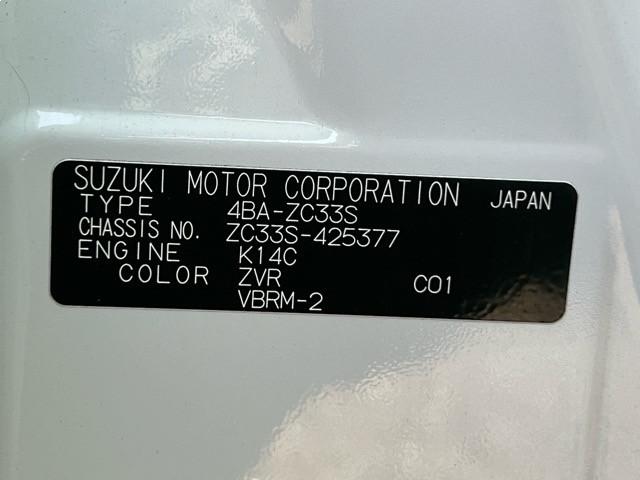 SUZUKI MOTOR CORPORATION JAPAN
TYPE 4BA-ZC33S
CHASSIS NO. ZC33S-425377
ENGINE K14C
COLOR ZVR C01
VBRM-2